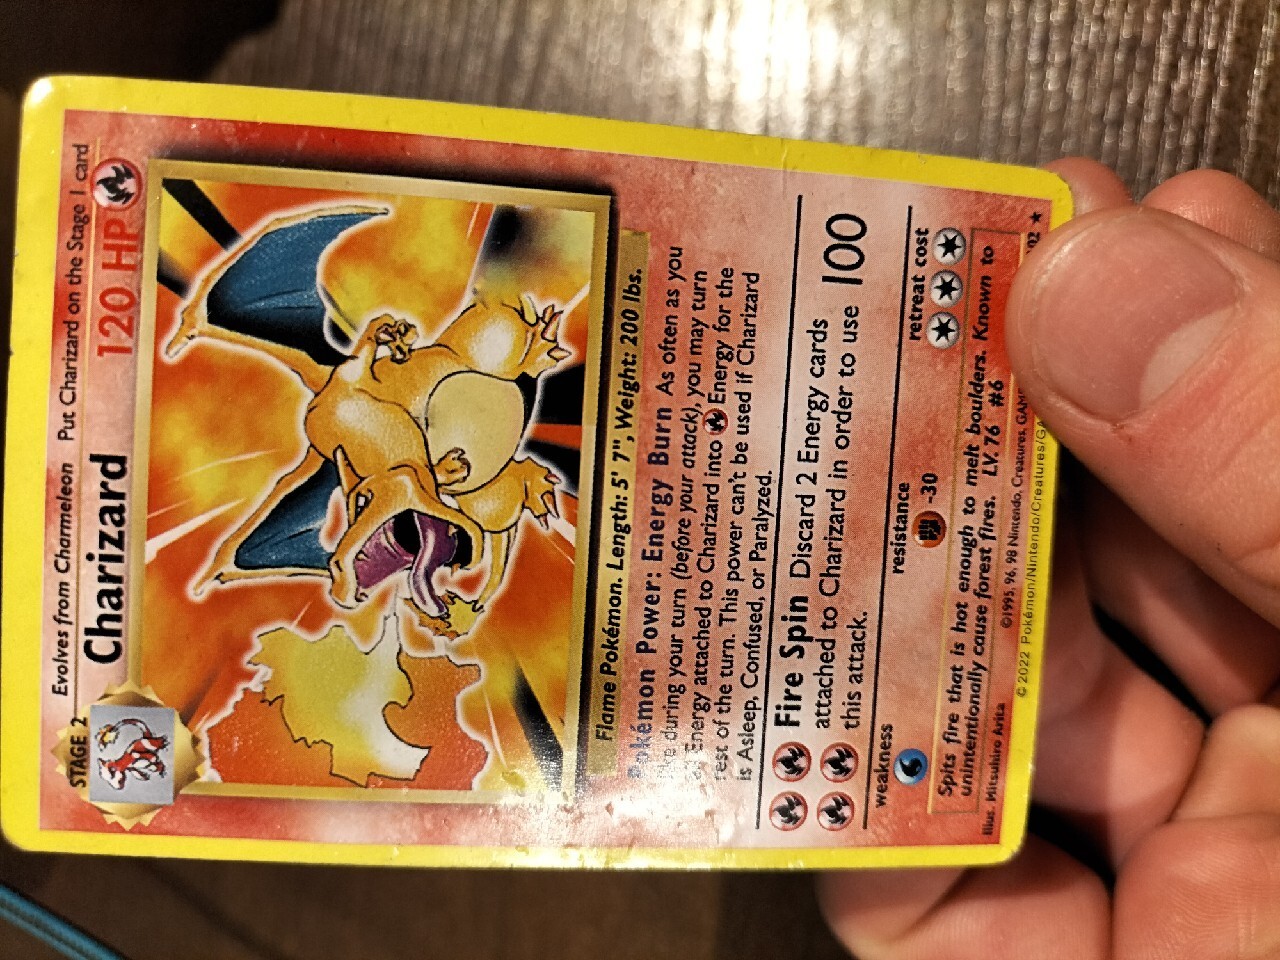 Evolves from Charmeleon Put Charizard on the Stage 1 card
STAGE 2
Charizard 120 HP
Flame Pokémon. Length: 5' 7", Weight: 200 lbs.
Pokémon Power: Energy Burn As often as you
like during your turn (before your attack), you may turn
all Energy attached to Charizard into Energy for the
rest of the turn. This power can't be used if Charizard
is Asleep, Confused, or Paralyzed.
Fire Spin Discard 2 Energy cards
attached to Charizard in order to use 100
this attack.
weakness resistance retreat cost
-30
Spits fire that is hot enough to melt boulders. Known to
unintentionally cause forest fires. LV. 76 #6
Illus. Mitsuhiro Arita ©1995, 96, 98 Nintendo, Creatures, GAM
© 2022 Pokémon/Nintendo/Creatures/GA